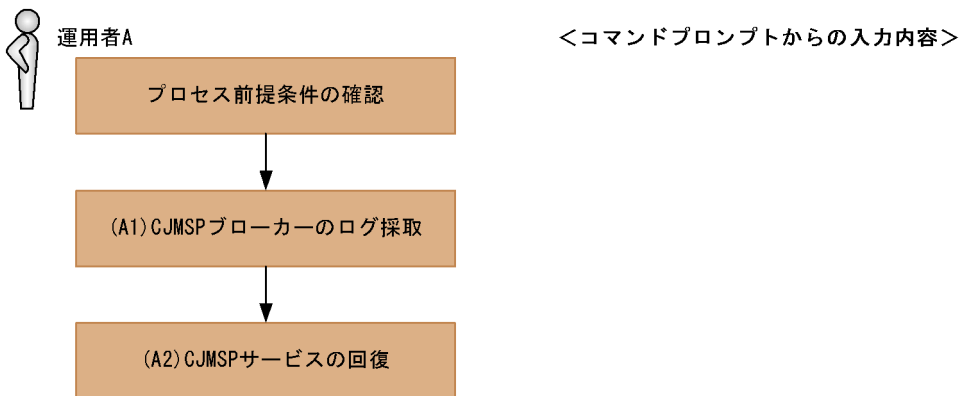 運用者A
＜コマンドプロンプトからの入力内容＞
プロセス前提条件の確認
(A1)CJMSPブローカーのログ採取
(A2)CJMSPサービスの回復